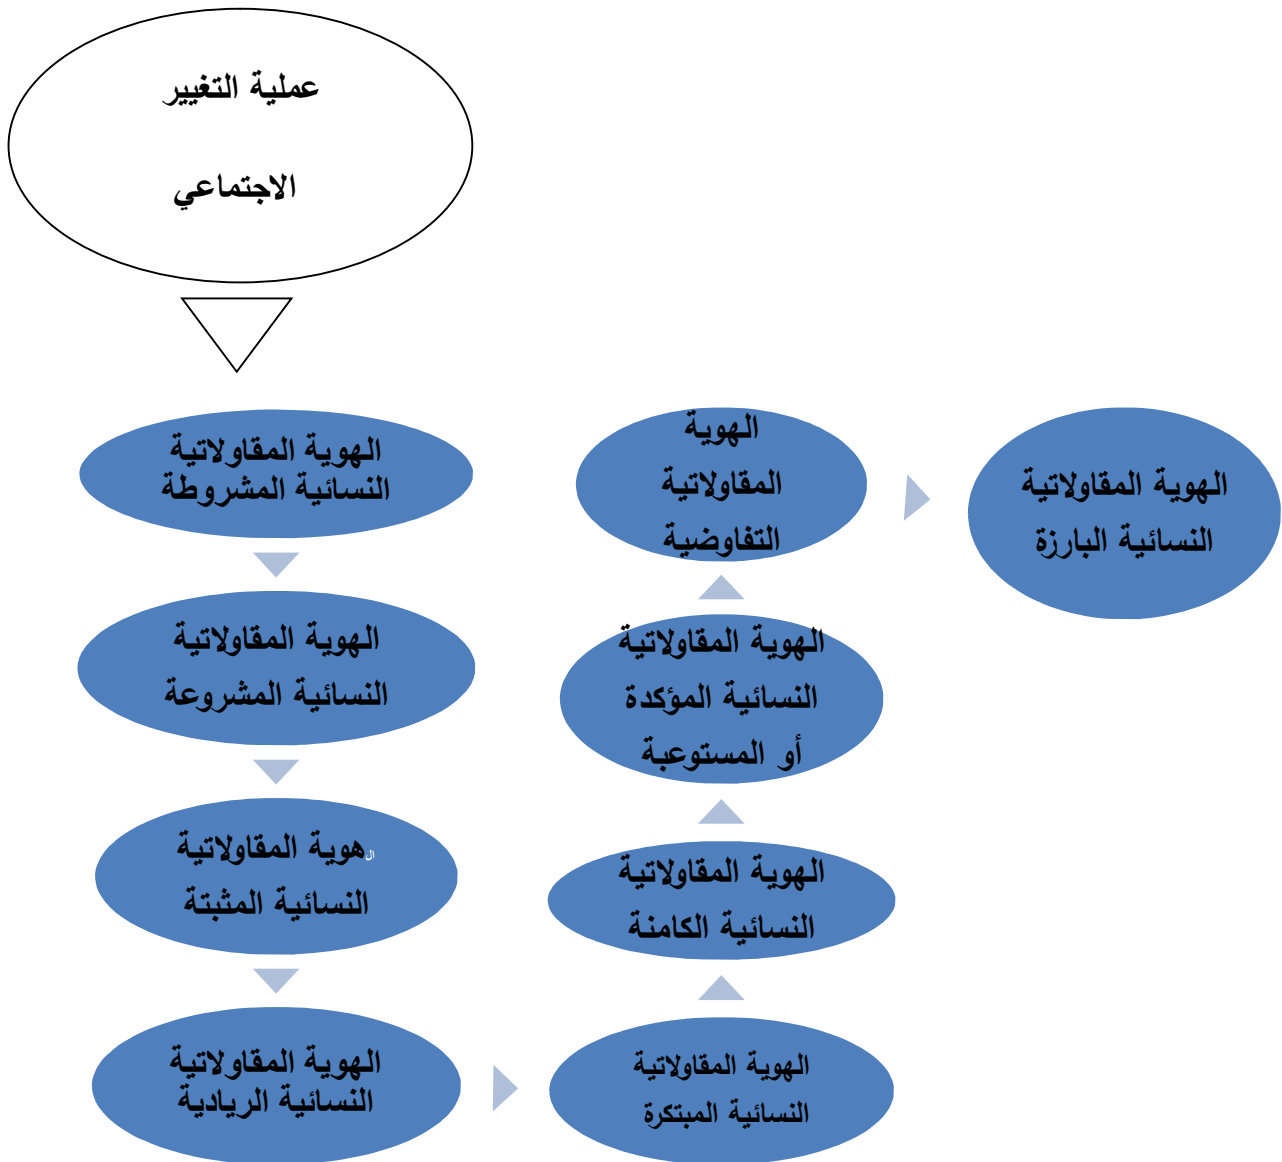 عملية التغيير
الاجتماعي
الهوية المقاولاتية
النسائية المشروطة
الهوية المقاولاتية
النسائية المشروعة
الهوية المقاولاتية
النسائية المثبتة
الهوية المقاولاتية
النسائية الريادية
الهوية المقاولاتية
النسائية المبتكرة
الهوية المقاولاتية
النسائية الكامنة
الهوية المقاولاتية
النسائية المؤكدة
أو المستوعبة
الهوية
المقاولاتية
التفاوضية
الهوية المقاولاتية
النسائية البارزة